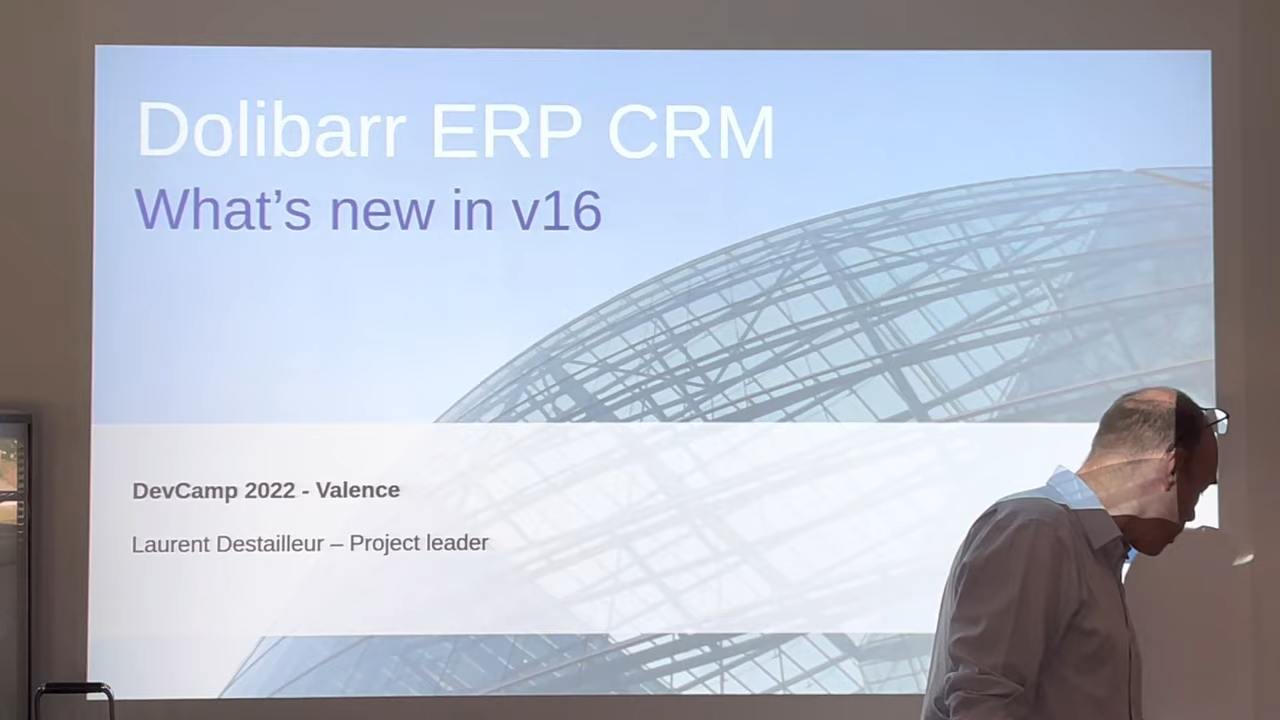 Dolibarr ERP CRM
What’s new in v16
DevCamp 2022 - Valence
Laurent Destailleur – Project leader